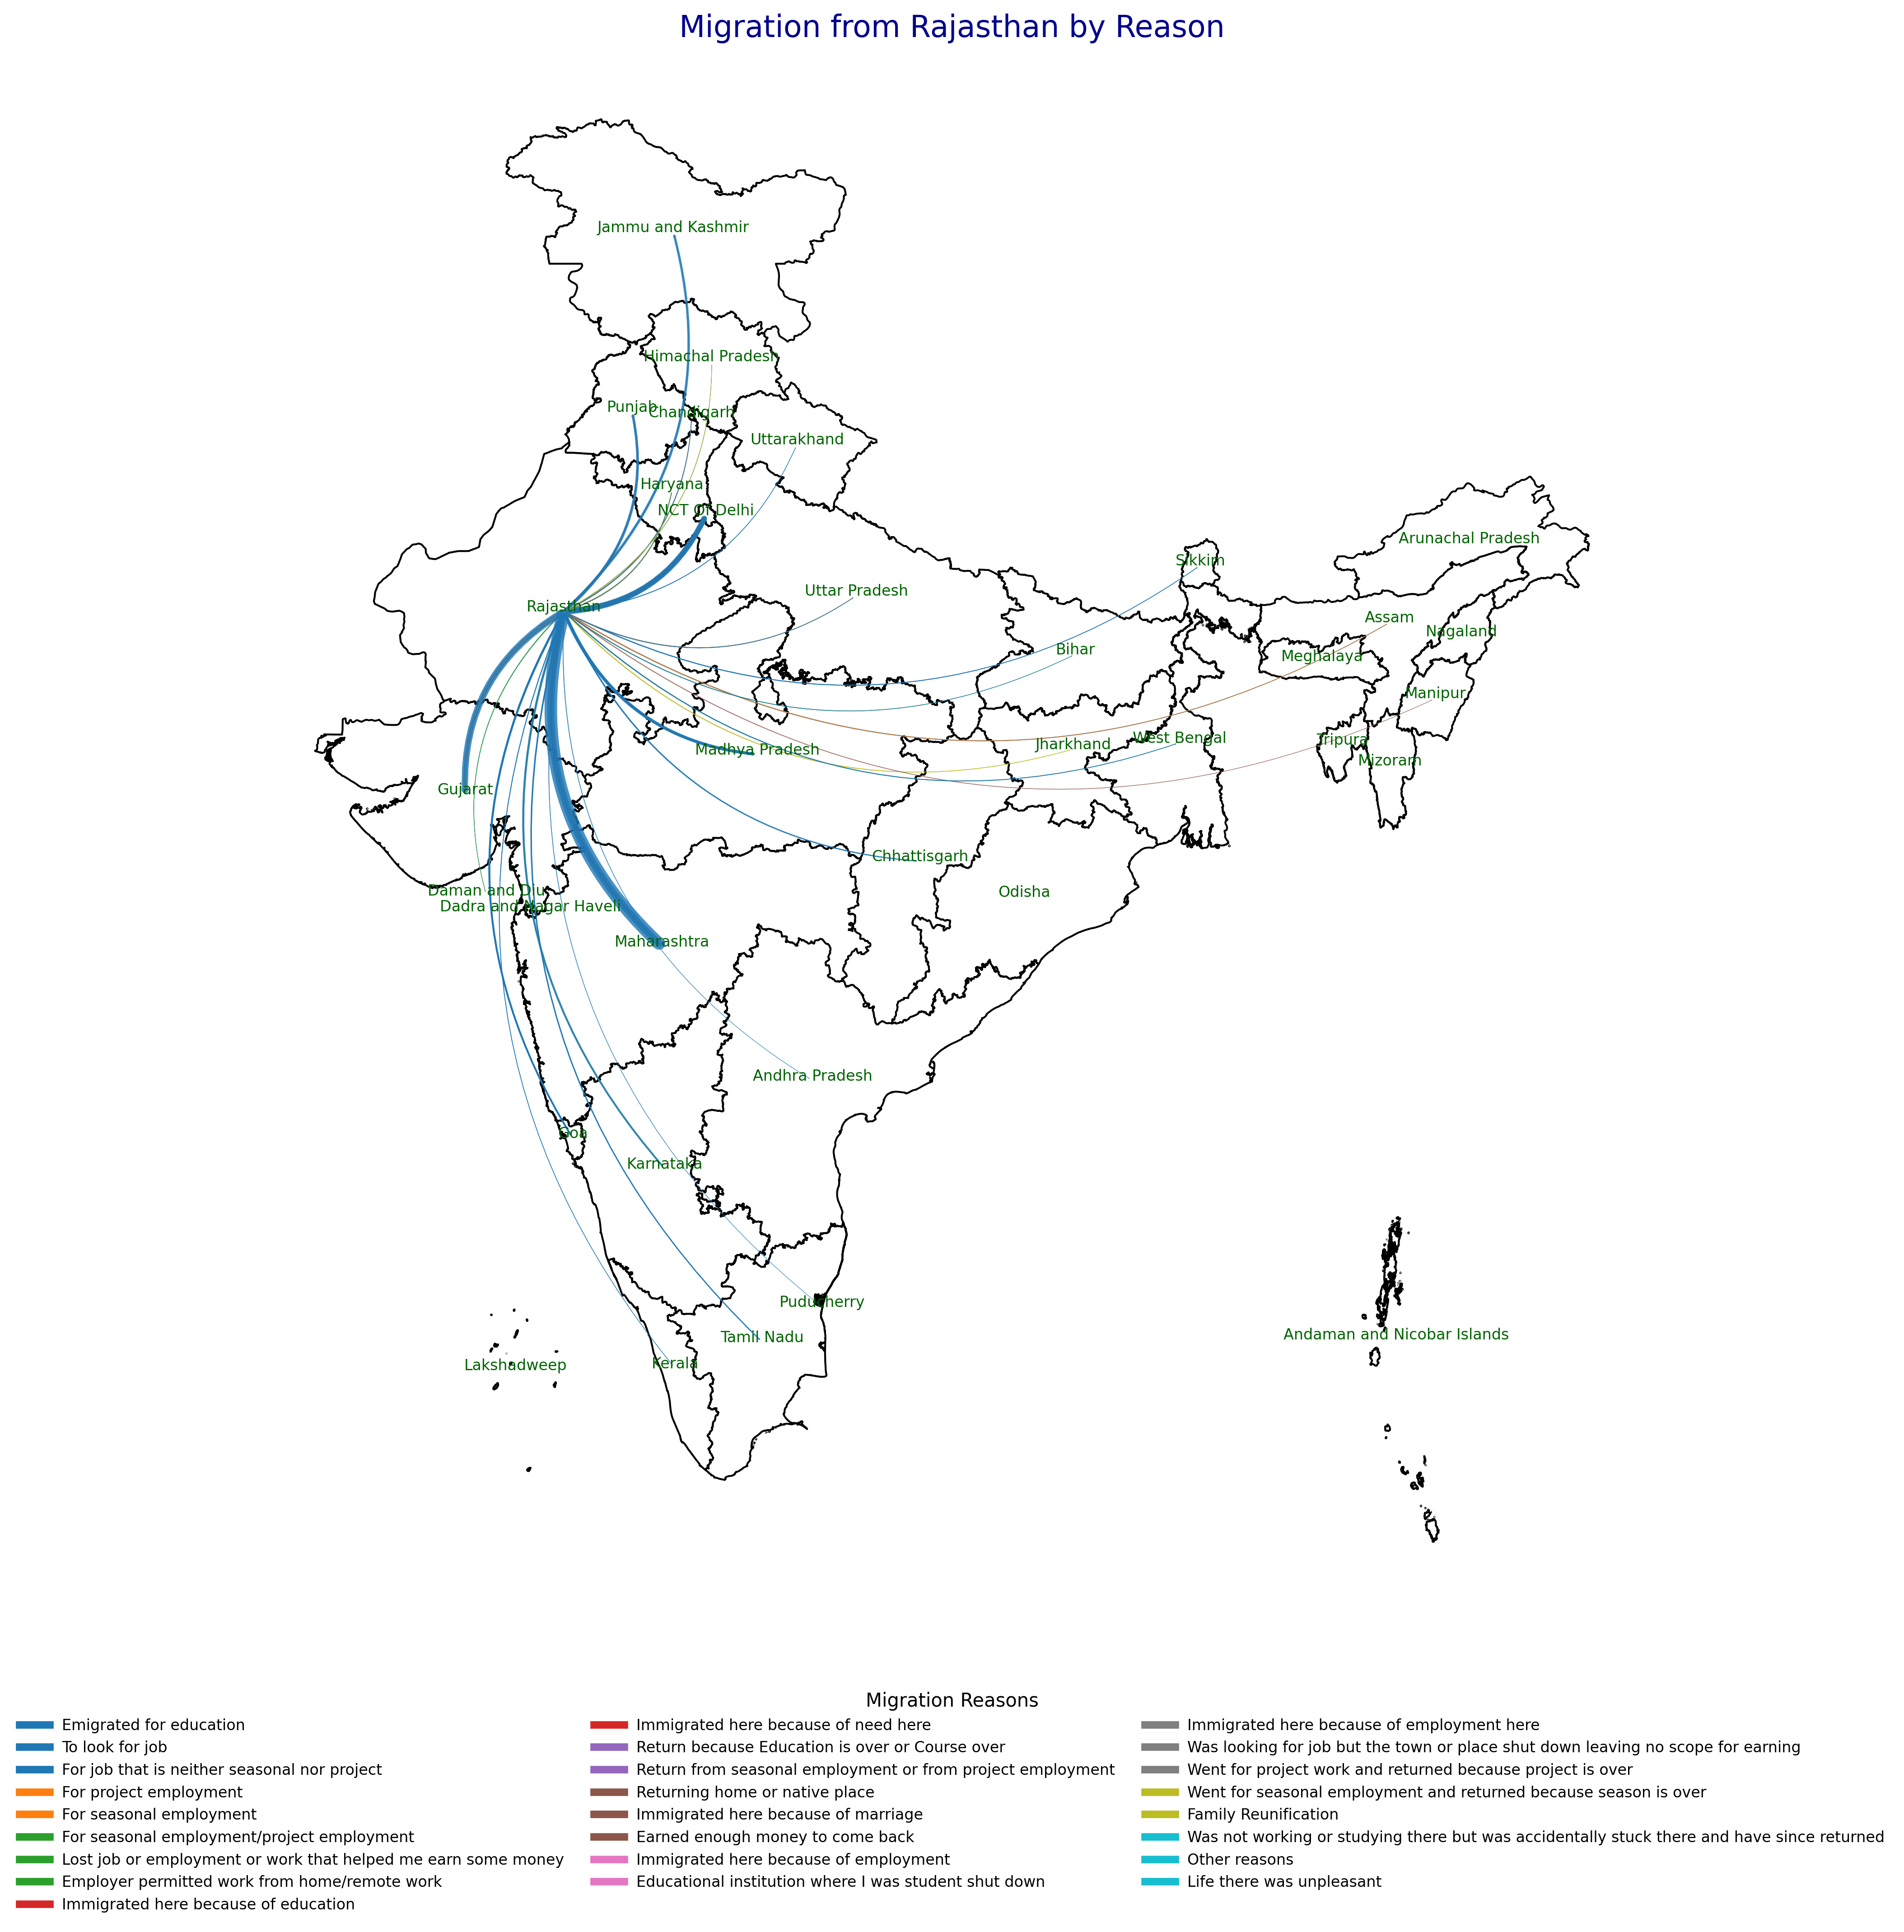 Migration from Rajasthan by Reason
Jammu and Kashmir
Himachal Pradesh
Punjab
Chandigarh
Uttarakhand
Haryana
NCT Of Delhi
Arunachal Pradesh
Sikkim
Uttar Pradesh
Rajasthan
Assam
Nagaland
Bihar
Meghalaya
Manipur
West Bengal
Tripura
Jharkhand
Madhya Pradesh
Mizoram
Gujarat
Chhattisgarh
Daman and Diu
Odisha
Dadra and Nagar Haveli
Maharashtra
Andhra Pradesh
Goa
Karnataka
Puducherry
Andaman and Nicobar Islands
Tamil Nadu
Kerala
Lakshadweep
Migration Reasons
Emigrated for education
To look for job
For job that is neither seasonal nor project
For project employment
For seasonal employment
For seasonal employment/project employment
Lost job or employment or work that helped me earn some money
Employer permitted work from home/remote work
Immigrated here because of education
Immigrated here because of need here
Return because Education is over or Course over
Return from seasonal employment or from project employment
Returning home or native place
Immigrated here because of marriage
Earned enough money to come back
Immigrated here because of employment
Educational institution where I was student shut down
Immigrated here because of employment here
Was looking for job but the town or place shut down leaving no scope for earning
Went for project work and returned because project is over
Went for seasonal employment and returned because season is over
Family Reunification
Was not working or studying there but was accidentally stuck there and have since returned
Other reasons
Life there was unpleasant